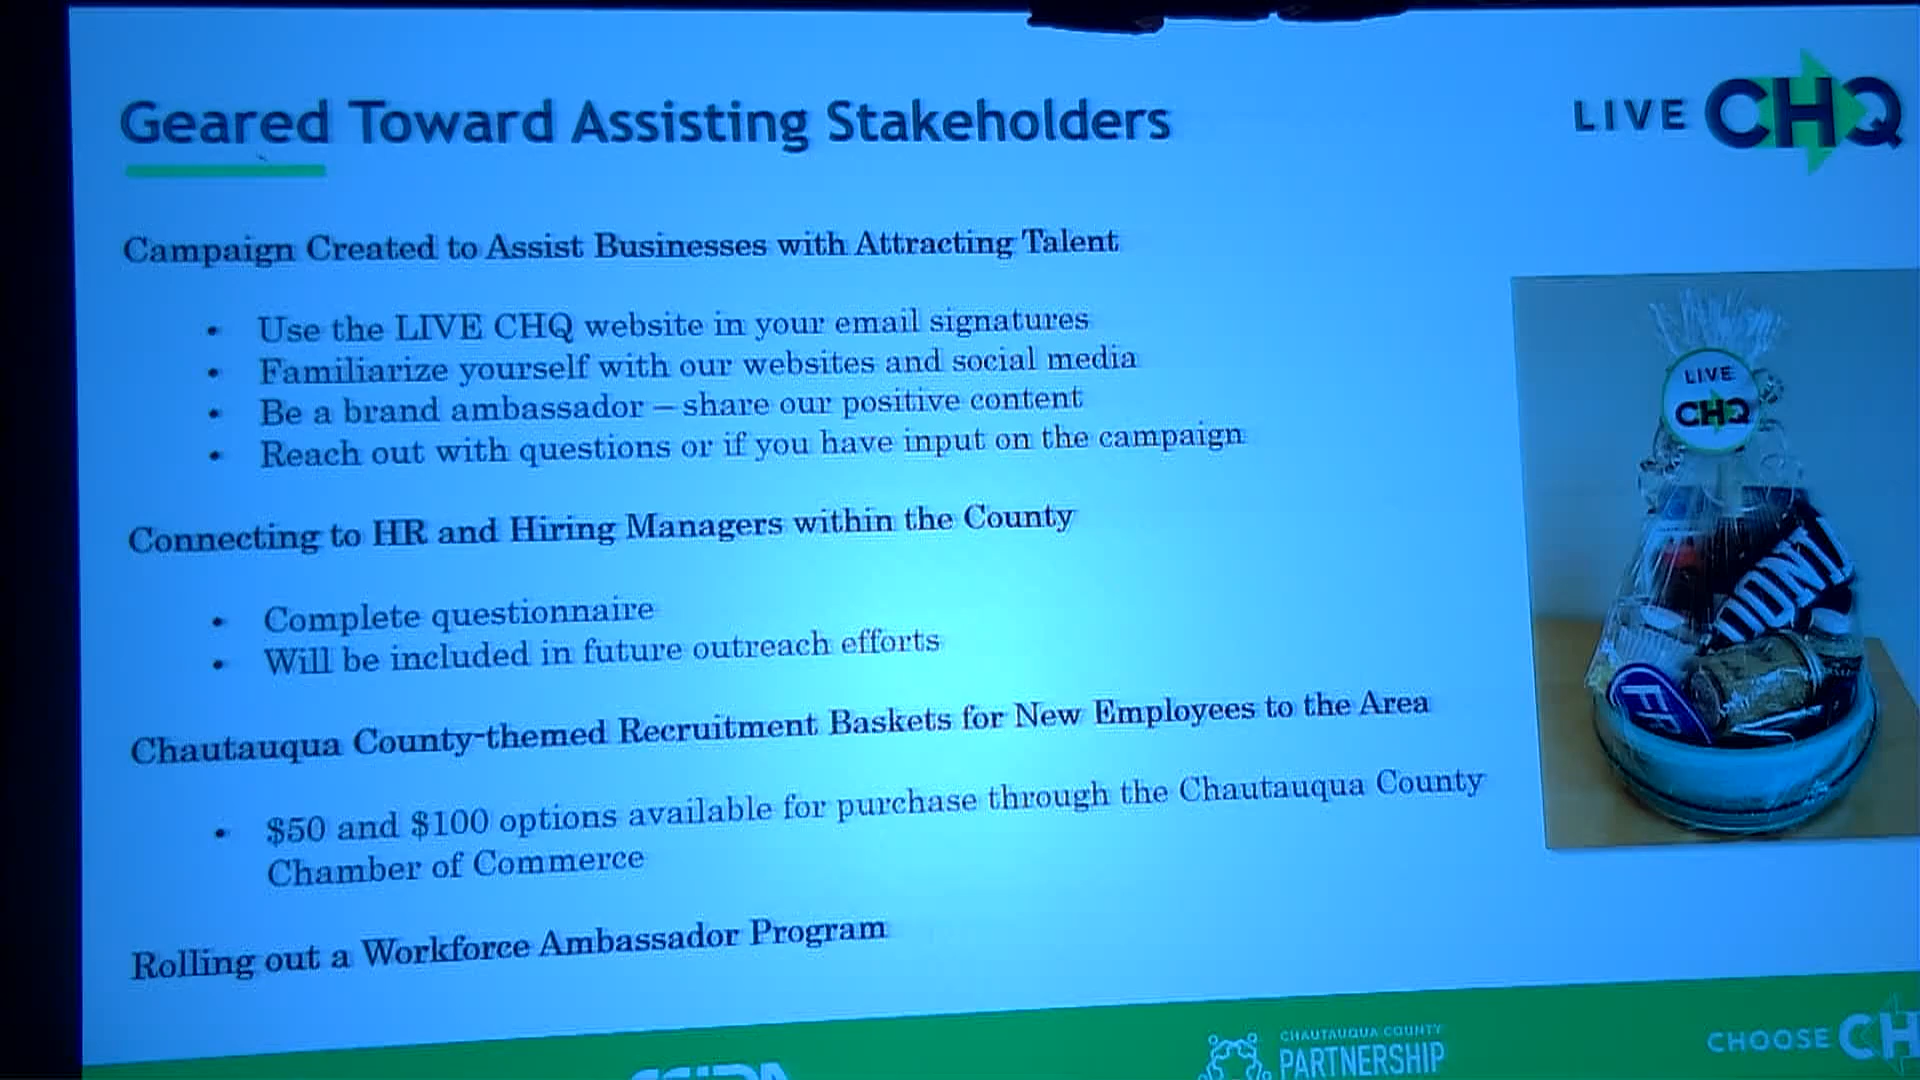 Geared Toward Assisting Stakeholders
LIVE CHQ
Campaign Created to Assist Businesses with Attracting Talent
• Use the LIVE CHQ website in your email signatures
• Familiarize yourself with our websites and social media
• Be a brand ambassador – share our positive content
• Reach out with questions or if you have input on the campaign
LIVE
CHQ
Connecting to HR and Hiring Managers within the County
• Complete questionnaire
• Will be included in future outreach efforts
Chautauqua County-themed Recruitment Baskets for New Employees to the Area
• $50 and $100 options available for purchase through the Chautauqua County
Chamber of Commerce
Rolling out a Workforce Ambassador Program
CHAUTAUQUA COUNTY
PARTNERSHIP
CHOOSE CH